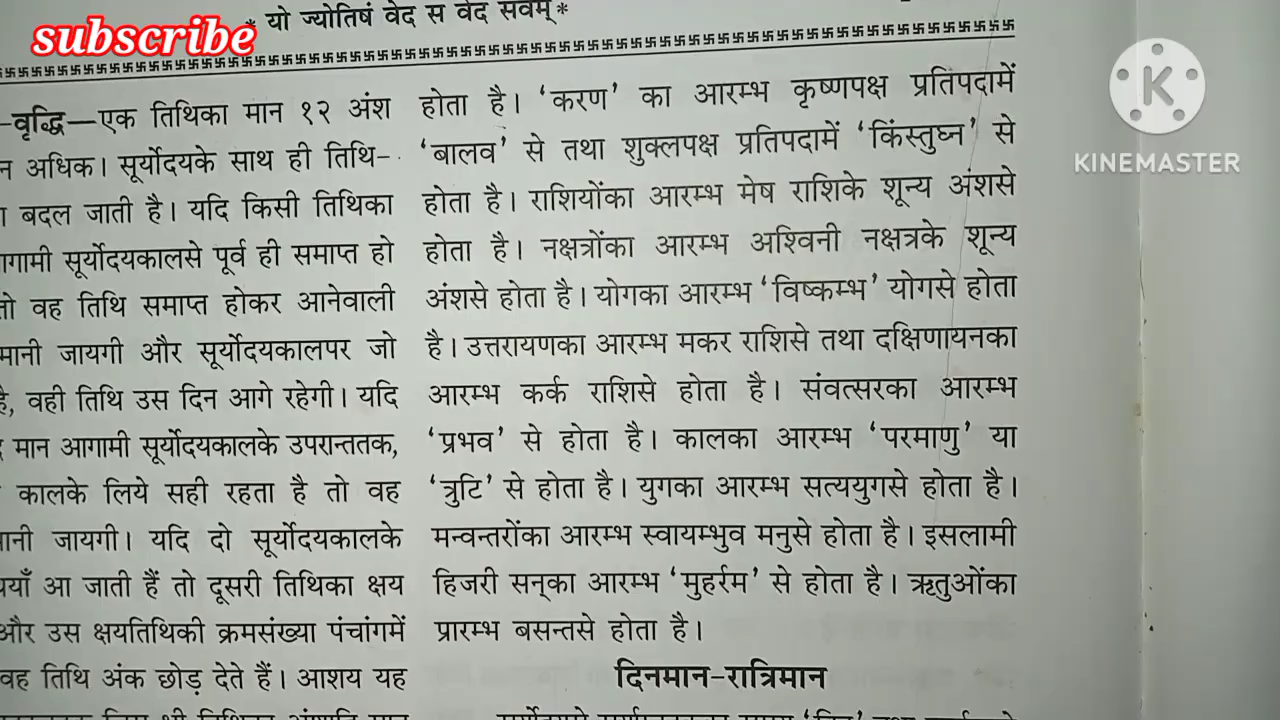 subscribe
* यो ज्योतिषं वेद स वेद सर्वम् *
KINEMASTER
-वृद्धि—एक तिथिका मान १२ अंश
अधिक। सूर्योदयके साथ ही तिथि-
बदल जाती है। यदि किसी तिथिका
सूर्योदयकालसे पूर्व ही समाप्त हो
वह तिथि समाप्त होकर आनेवाली
जायगी और सूर्योदयकालपर जो
वही तिथि उस दिन आगे रहेगी। यदि
मान आगामी सूर्योदयकालके उपरान्ततक,
कालके लिये सही रहता है तो वह
जायगी। यदि दो सूर्योदयकालके
आ जाती हैं तो दूसरी तिथिका क्षय
और उस क्षयतिथिकी क्रमसंख्या पंचांगमें
वह तिथि अंक छोड़ देते हैं। आशय यह
होता है। ‘करण’ का आरम्भ कृष्णपक्ष प्रतिपदामें
‘बालव’ से तथा शुक्लपक्ष प्रतिपदामें ‘किंस्तुघ्न’ से
होता है। राशियोंका आरम्भ मेष राशिके शून्य अंशसे
होता है। नक्षत्रोंका आरम्भ अश्विनी नक्षत्रके शून्य
अंशसे होता है। योगका आरम्भ ‘विष्कम्भ’ योगसे होता
है। उत्तरायणका आरम्भ मकर राशिसे तथा दक्षिणायनका
आरम्भ कर्क राशिसे होता है। संवत्सरका आरम्भ
‘प्रभव’ से होता है। कालका आरम्भ ‘परमाणु’ या
‘त्रुटि’ से होता है। युगका आरम्भ सत्ययुगसे होता है।
मन्वन्तरोंका आरम्भ स्वायम्भुव मनुसे होता है। इसलामी
हिजरी सन्का आरम्भ ‘मुहर्रम’ से होता है। ऋतुओंका
प्रारम्भ बसन्तसे होता है।
दिनमान-रात्रिमान